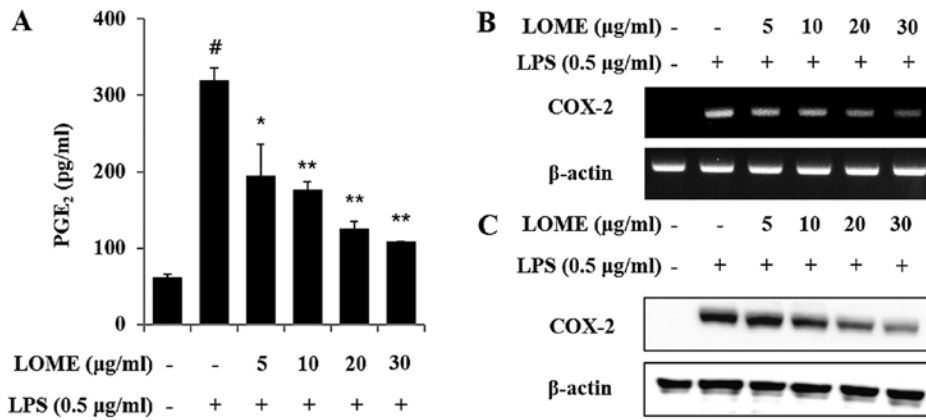 A
400
300
200
100
0
PGE₂ (pg/ml)
#
*
**
**
**
LOME (μg/ml) - - 5 10 20 30
LPS (0.5 μg/ml) - + + + + +
B
LOME (μg/ml) - - 5 10 20 30
LPS (0.5 μg/ml) - + + + + +
COX-2
β-actin
C
LOME (μg/ml) - - 5 10 20 30
LPS (0.5 μg/ml) - + + + + +
COX-2
β-actin